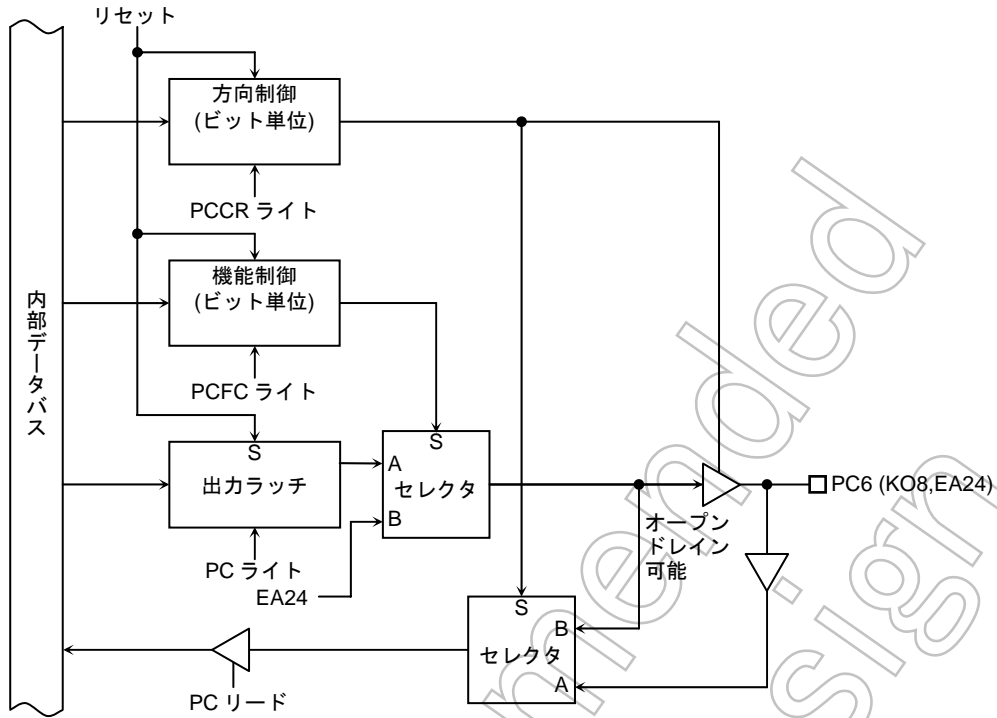 リセット
方向制御
(ビット単位)
PCCR ライト
機能制御
(ビット単位)
内部データバス
PCFC ライト
S
出力ラッチ
PC ライト
EA24
S
A
セレクタ
B
オープン
ドレイン
可能
PC6 (KO8,EA24)
S
B
セレクタ
A
PC リード
mended
sign